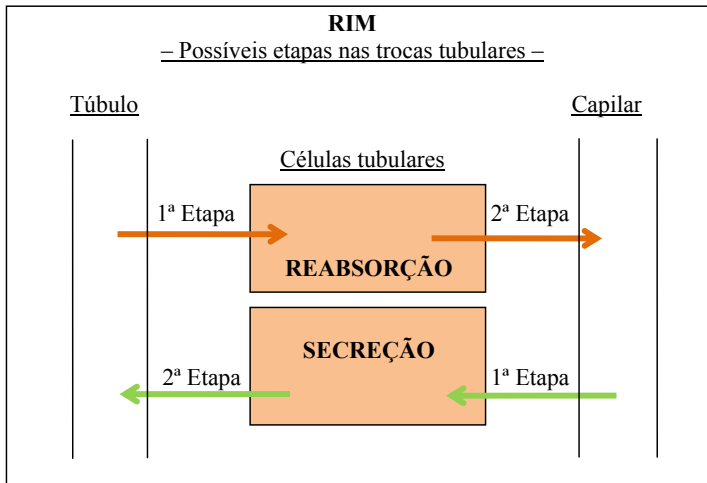 RIM
– Possíveis etapas nas trocas tubulares –
Túbulo
Capilar
Células tubulares
1ª Etapa
2ª Etapa
REABSORÇÃO
SECREÇÃO
2ª Etapa
1ª Etapa